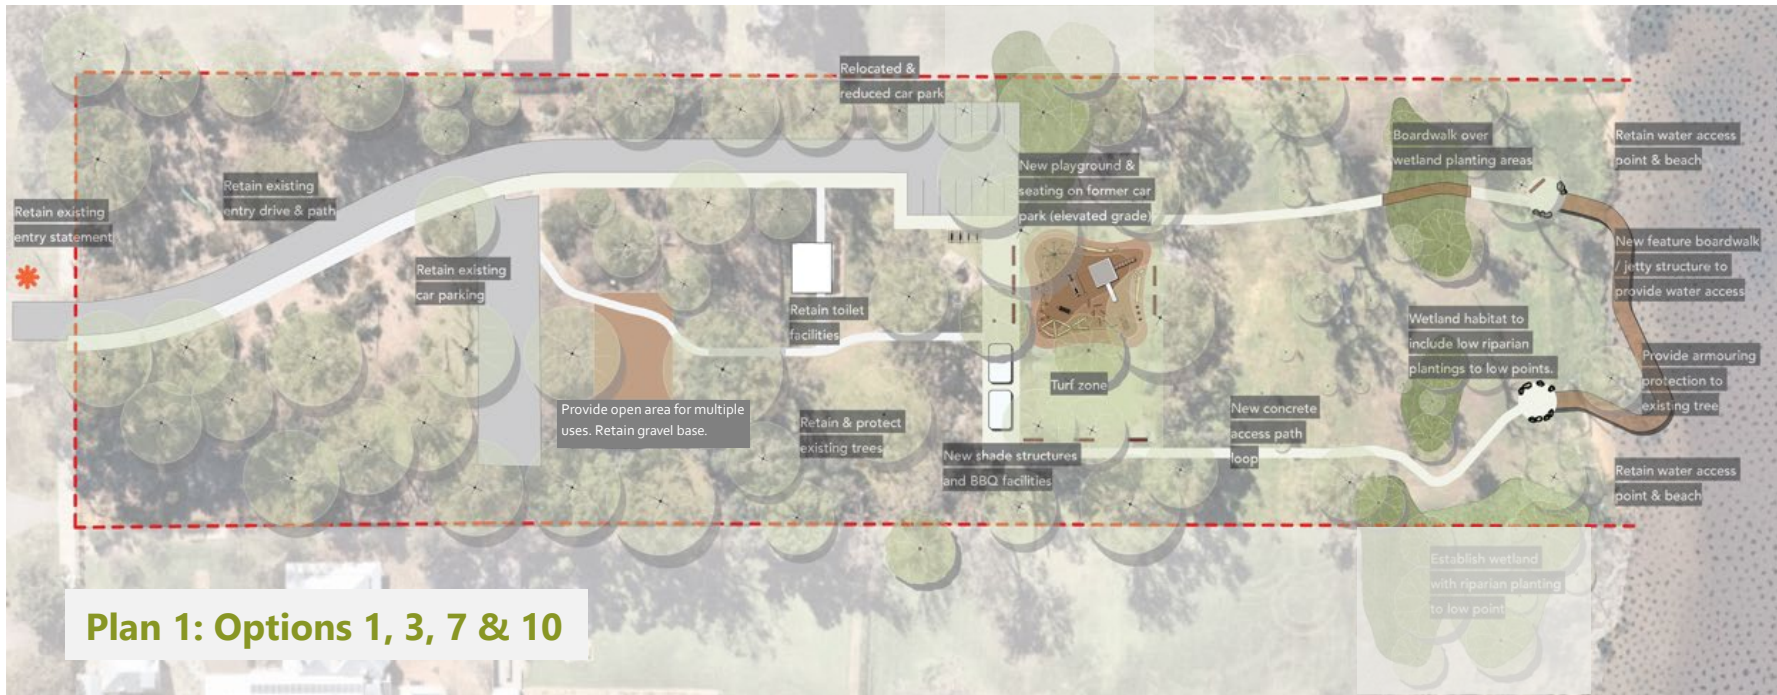 Relocated &
reduced car park
Retain existing
entry statement
Retain existing
entry drive & path
New playground &
seating on former car
park (elevated grade)
Boardwalk over
wetland planting areas
Retain water access
point & beach
Retain existing
car parking
Retain toilet
facilities
New feature boardwalk
/ jetty structure to
provide water access
Wetland habitat to
include low riparian
plantings to low points.
Provide armouring
protection to
existing tree
Turf zone
Provide open area for multiple
uses. Retain gravel base.
Retain & protect
existing trees
New concrete
access path
loop
New shade structures
and BBQ facilities
Retain water access
point & beach
Establish wetland
with riparian planting
to low point
Plan 1: Options 1, 3, 7 & 10